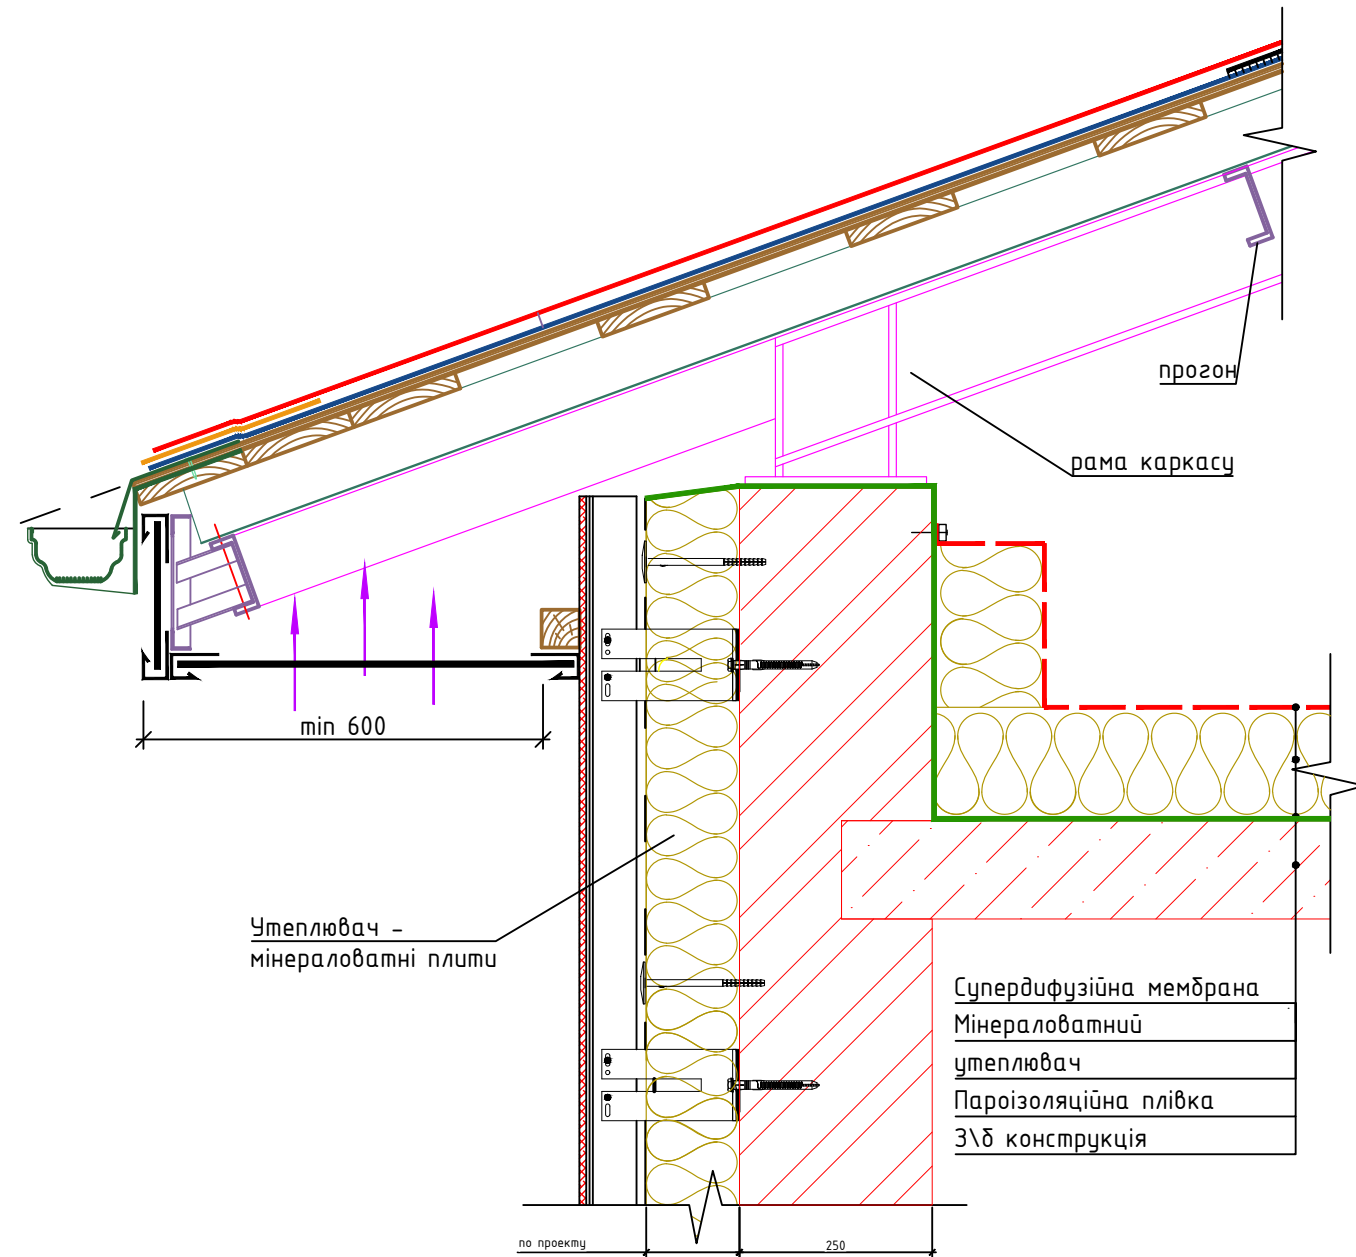 прогон
рама каркасу
min 600
Утеплювач -
мінераловатні плити
Супердифузійна мембрана
Мінераловатний
утеплювач
Пароізоляційна плівка
З\б конструкція
по проекту
250